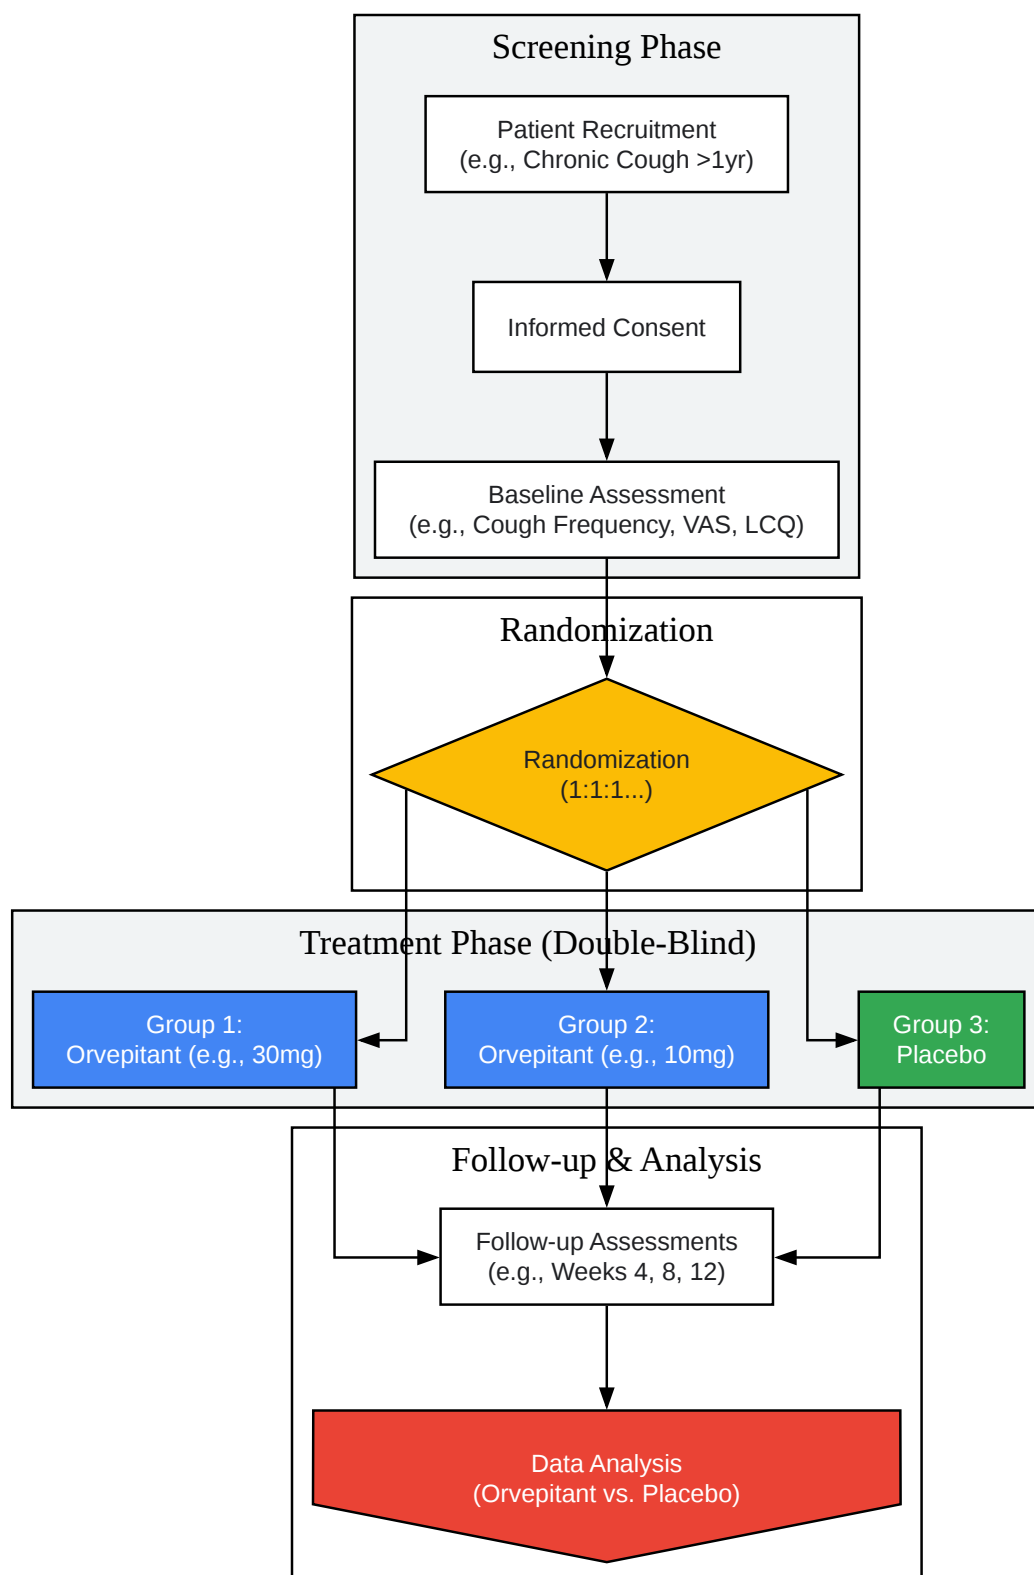 Screening Phase
Patient Recruitment
(e.g., Chronic Cough >1yr)
Informed Consent
Baseline Assessment
(e.g., Cough Frequency, VAS, LCQ)
Randomization
Randomization
(1:1:1...)
Treatment Phase (Double-Blind)
Group 1:
Orvepitant (e.g., 30mg)
Group 2:
Orvepitant (e.g., 10mg)
Group 3:
Placebo
Follow-up & Analysis
Follow-up Assessments
(e.g., Weeks 4, 8, 12)
Data Analysis
(Orvepitant vs. Placebo)